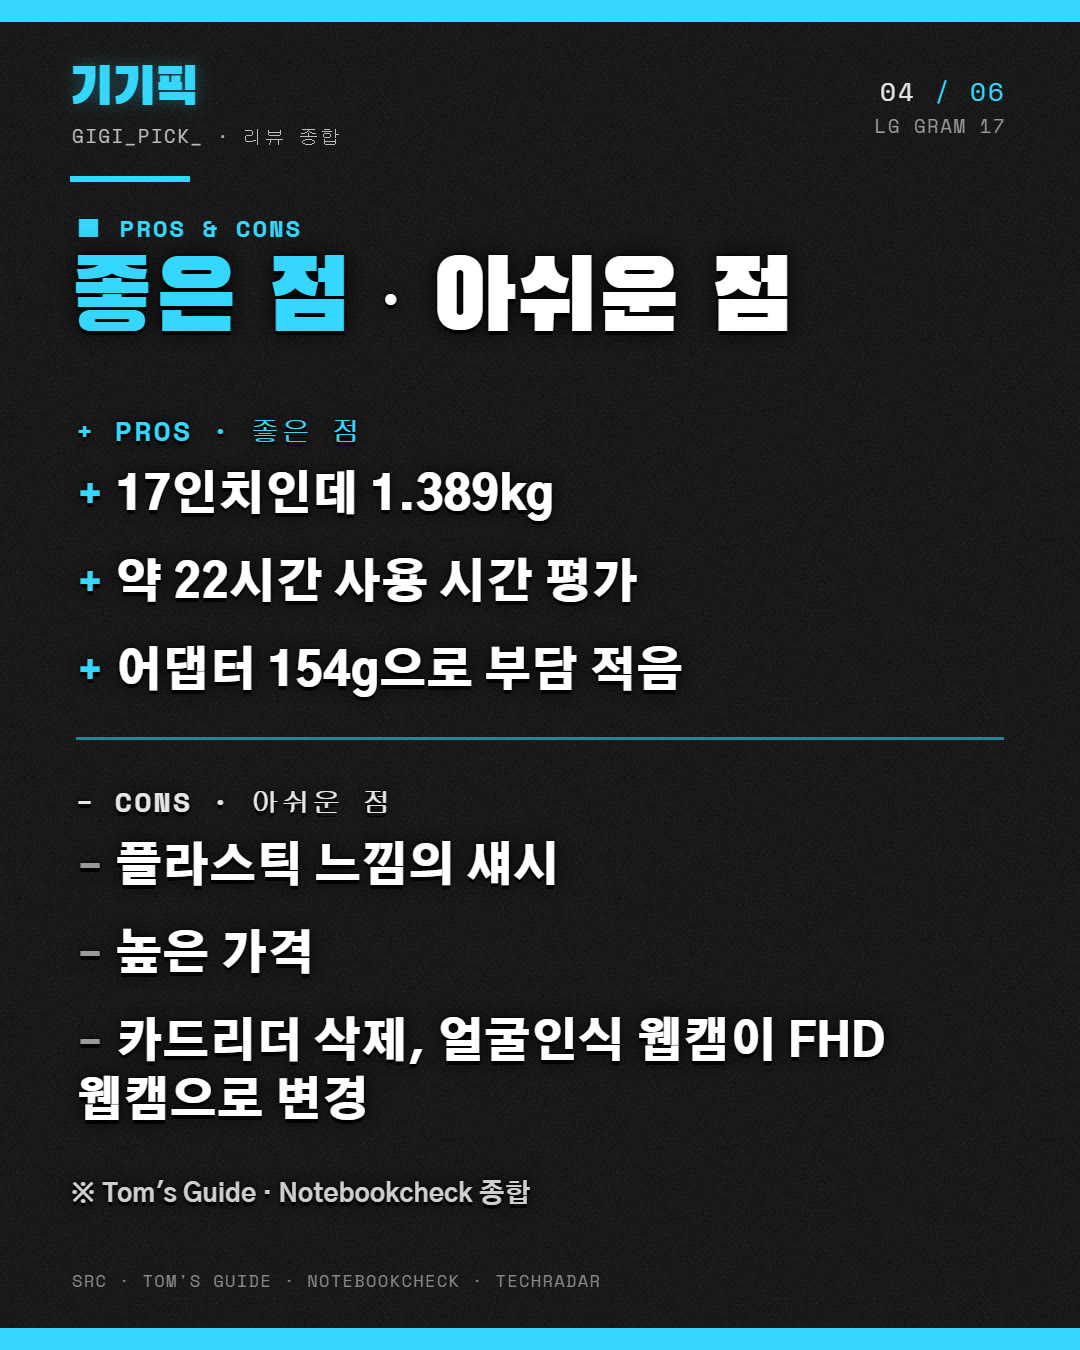 기기픽
GIGI_PICK_ · 리뷰 종합
04 / 06
LG GRAM 17
■ PROS & CONS
좋은 점 · 아쉬운 점
+ PROS · 좋은 점
+ 17인치인데 1.389kg
+ 약 22시간 사용 시간 평가
+ 어댑터 154g으로 부담 적음
- CONS · 아쉬운 점
- 플라스틱 느낌의 섀시
- 높은 가격
- 카드리더 삭제, 얼굴인식 웹캠이 FHD
웹캠으로 변경
※ Tom's Guide · Notebookcheck 종합
SRC · TOM'S GUIDE · NOTEBOOKCHECK · TECHRADAR